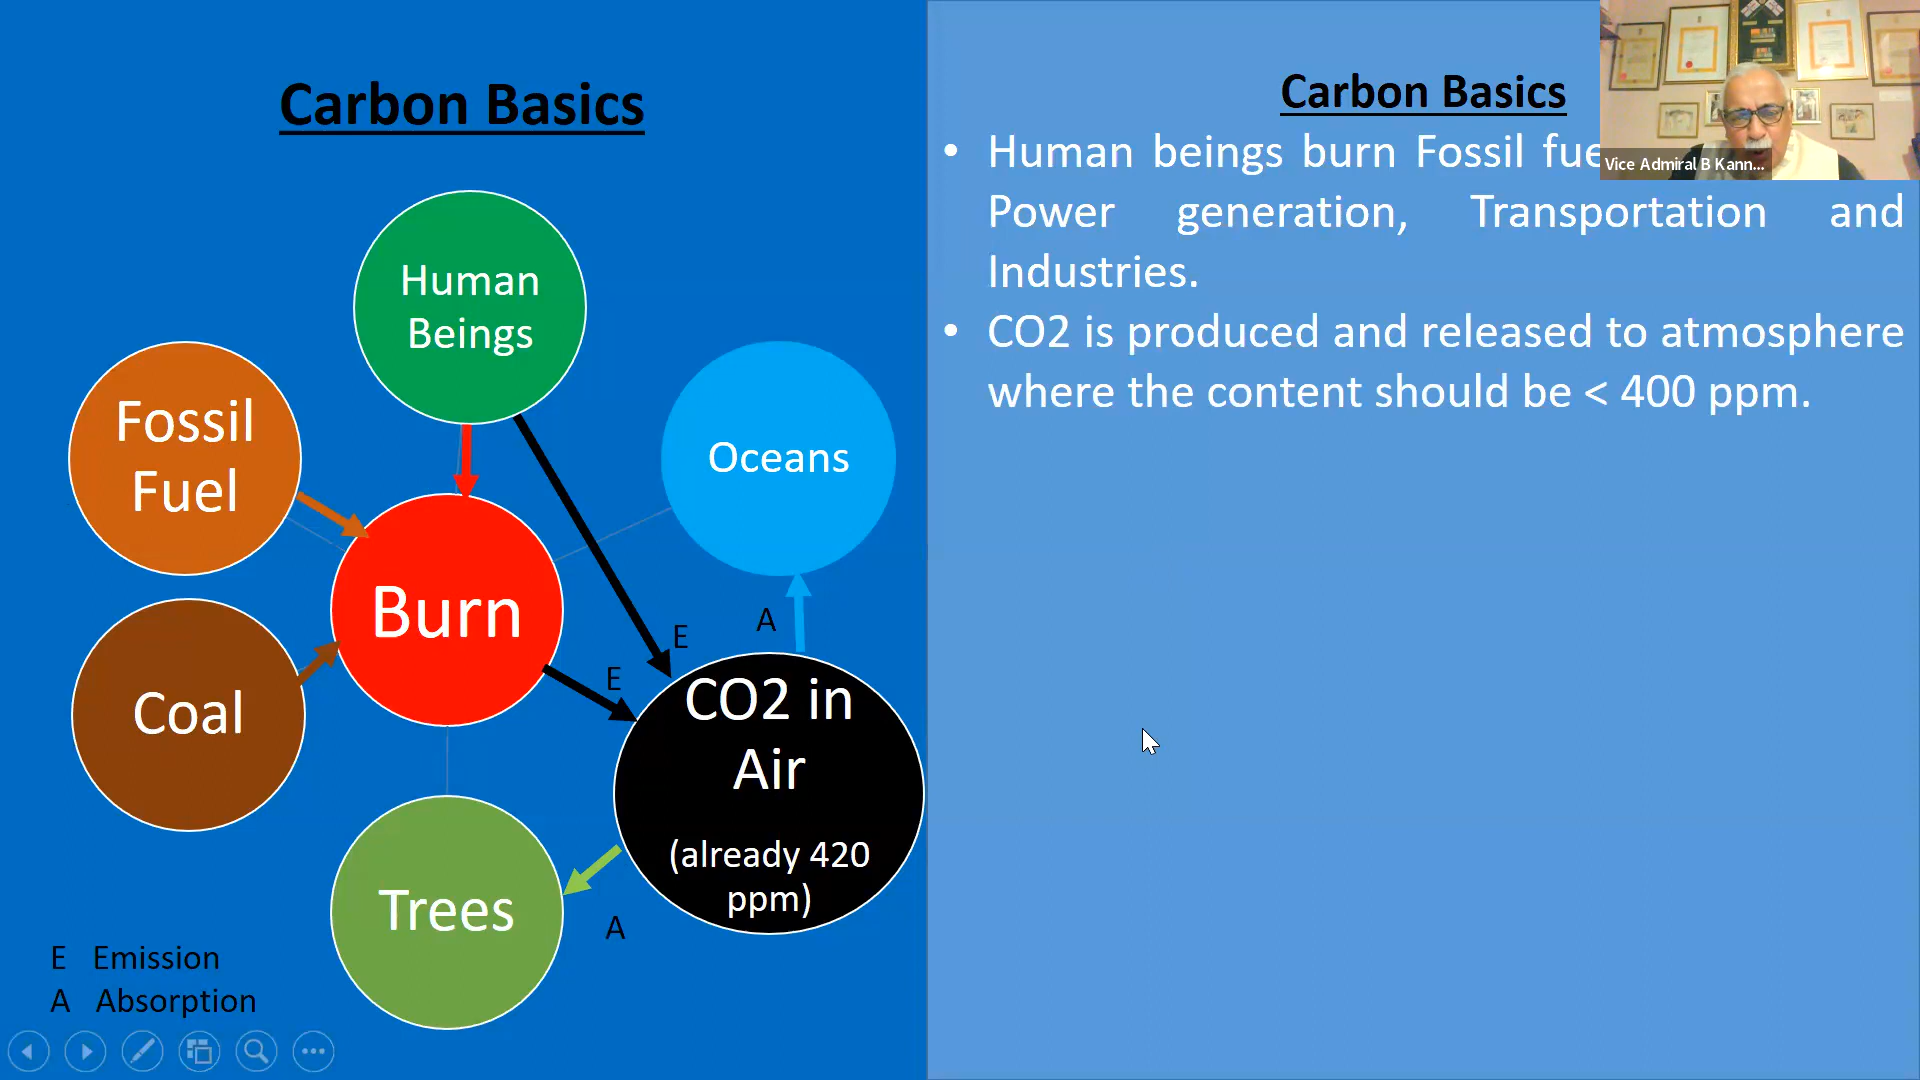 Carbon Basics
Human
Beings
Fossil
Fuel
Oceans
Burn
Coal
E
E
A
CO2 in
Air
(already 420
ppm)
Trees
A
E Emission
A Absorption
Carbon Basics
• Human beings burn Fossil
Power generation, Transportation and
Industries.
• CO2 is produced and released to atmosphere
where the content should be < 400 ppm.
Vice Admiral B Kann...